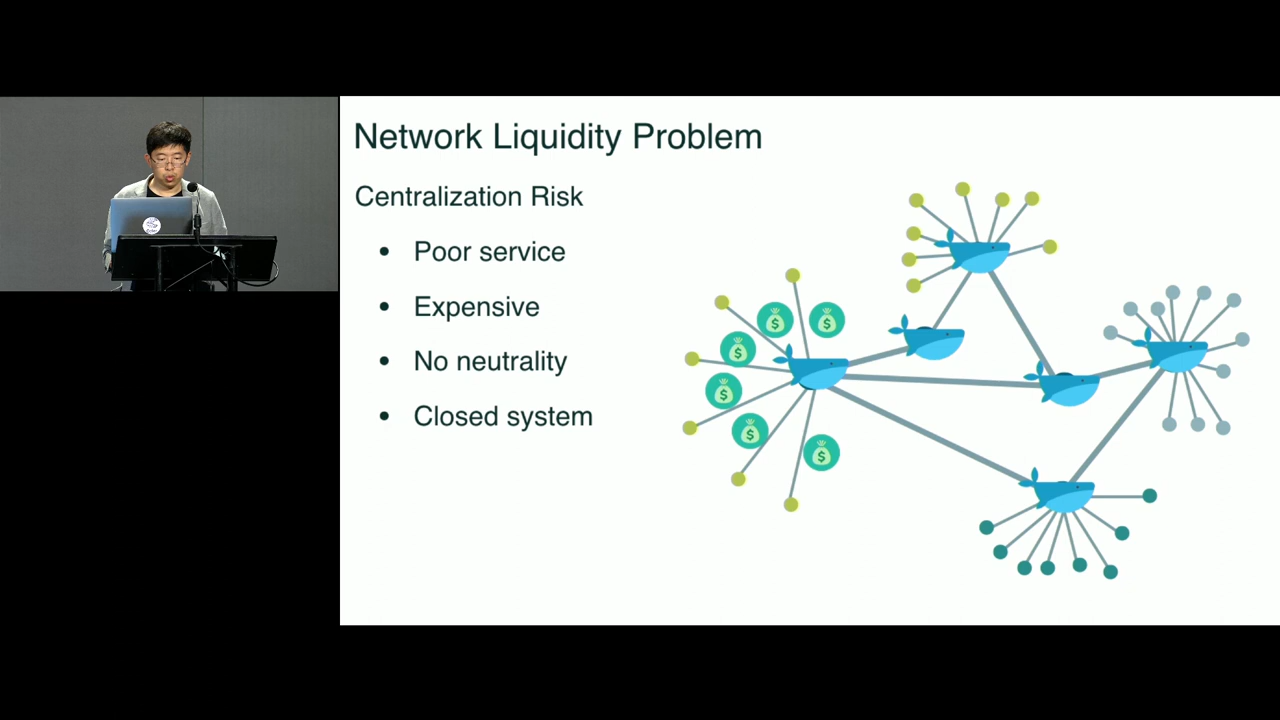 Network Liquidity Problem
Centralization Risk
• Poor service
• Expensive
• No neutrality
• Closed system
$
$
$
$
$
$